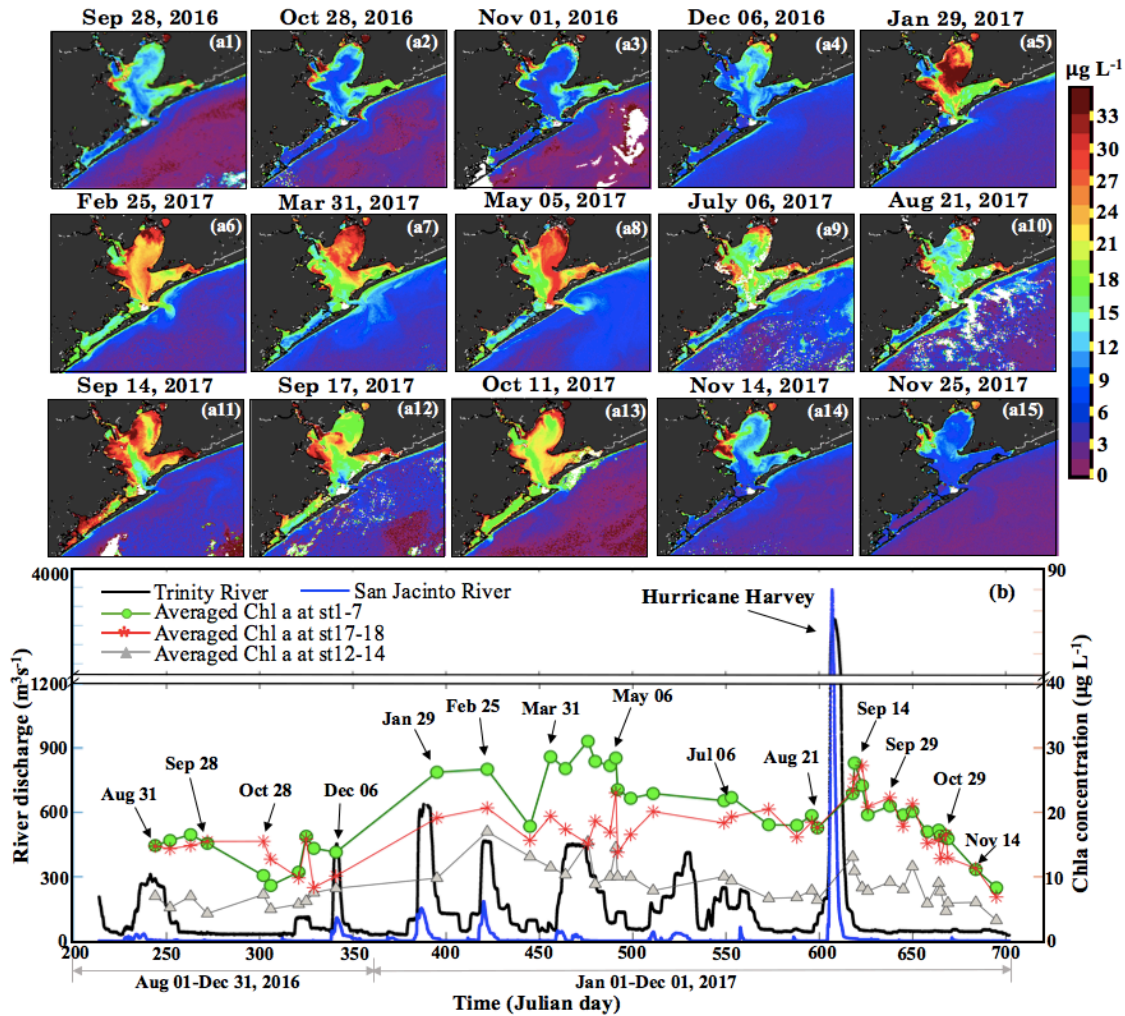 Sep 28, 2016 Oct 28, 2016 Nov 01, 2016 Dec 06, 2016 Jan 29, 2017
(a1) (a2) (a3) (a4) (a5)
µg L-1
33
30
27
24
21
18
15
12
9
6
3
0
Feb 25, 2017 Mar 31, 2017 May 05, 2017 July 06, 2017 Aug 21, 2017
(a6) (a7) (a8) (a9) (a10)
Sep 14, 2017 Sep 17, 2017 Oct 11, 2017 Nov 14, 2017 Nov 25, 2017
(a11) (a12) (a13) (a14) (a15)
4000
90
Trinity River San Jacinto River
(b)
Averaged Chl a at st1-7
Hurricane Harvey
Averaged Chl a at st17-18
Averaged Chl a at st12-14
1200
40
River discharge (m3s-1)
Chla concentration (µg L-1)
900
600
300
0
30
20
10
0
Aug 31
Sep 28
Oct 28
Dec 06
Jan 29
Feb 25
Mar 31
May 06
Jul 06
Aug 21
Sep 14
Sep 29
Oct 29
Nov 14
200 250 300 350 400 450 500 550 600 650 700
Aug 01-Dec 31, 2016 Jan 01-Dec 01, 2017
Time (Julian day)